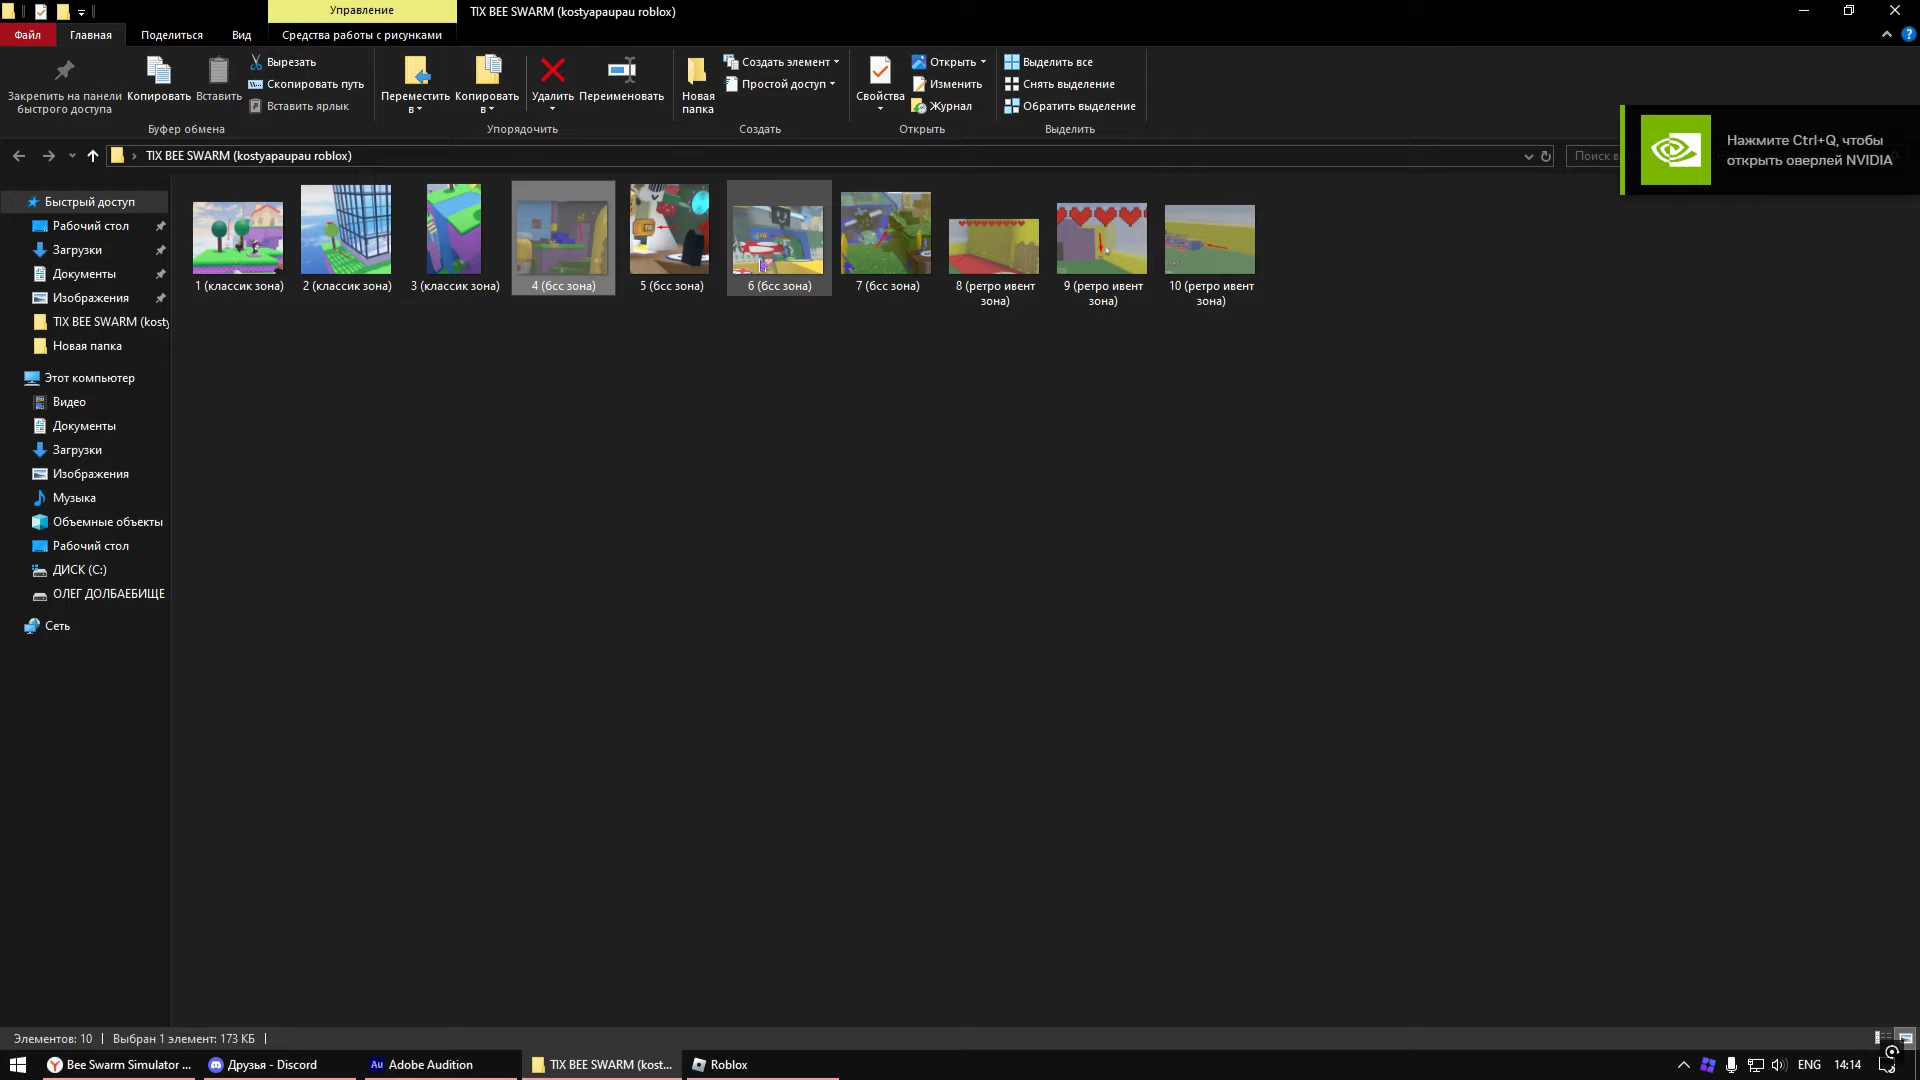 Управление
TIX BEE SWARM (kostyapaupau roblox)
Файл
Главная
Поделиться
Вид
Средства работы с рисунками
Закрепить на панели
быстрого доступа
Копировать
Вставить
Вырезать
Скопировать путь
Вставить ярлык
Переместить
в
Копировать
в
Удалить
Переименовать
Новая
папка
Создать элемент
Простой доступ
Свойства
Открыть
Изменить
Журнал
Выделить все
Снять выделение
Обратить выделение
Буфер обмена
Упорядочить
Создать
Открыть
Выделить
Нажмите Ctrl+Q, чтобы
открыть оверлей NVIDIA
TIX BEE SWARM (kostyapaupau roblox)
Поиск в
Быстрый доступ
Рабочий стол
Загрузки
Документы
Изображения
TIX BEE SWARM (kosty
Новая папка
Этот компьютер
Видео
Документы
Загрузки
Изображения
Музыка
Объемные объекты
Рабочий стол
ДИСК (C:)
ОЛЕГ ДОЛБАЕБИЩЕ
Сеть
1 (классик зона)
2 (классик зона)
3 (классик зона)
4 (бсс зона)
5 (бсс зона)
6 (бсс зона)
7 (бсс зона)
8 (ретро ивент
зона)
9 (ретро ивент
зона)
10 (ретро ивент
зона)
Элементов: 10
Выбран 1 элемент: 173 КБ
Bee Swarm Simulator ...
Друзья - Discord
Adobe Audition
TIX BEE SWARM (kost...
Roblox
ENG
14:14